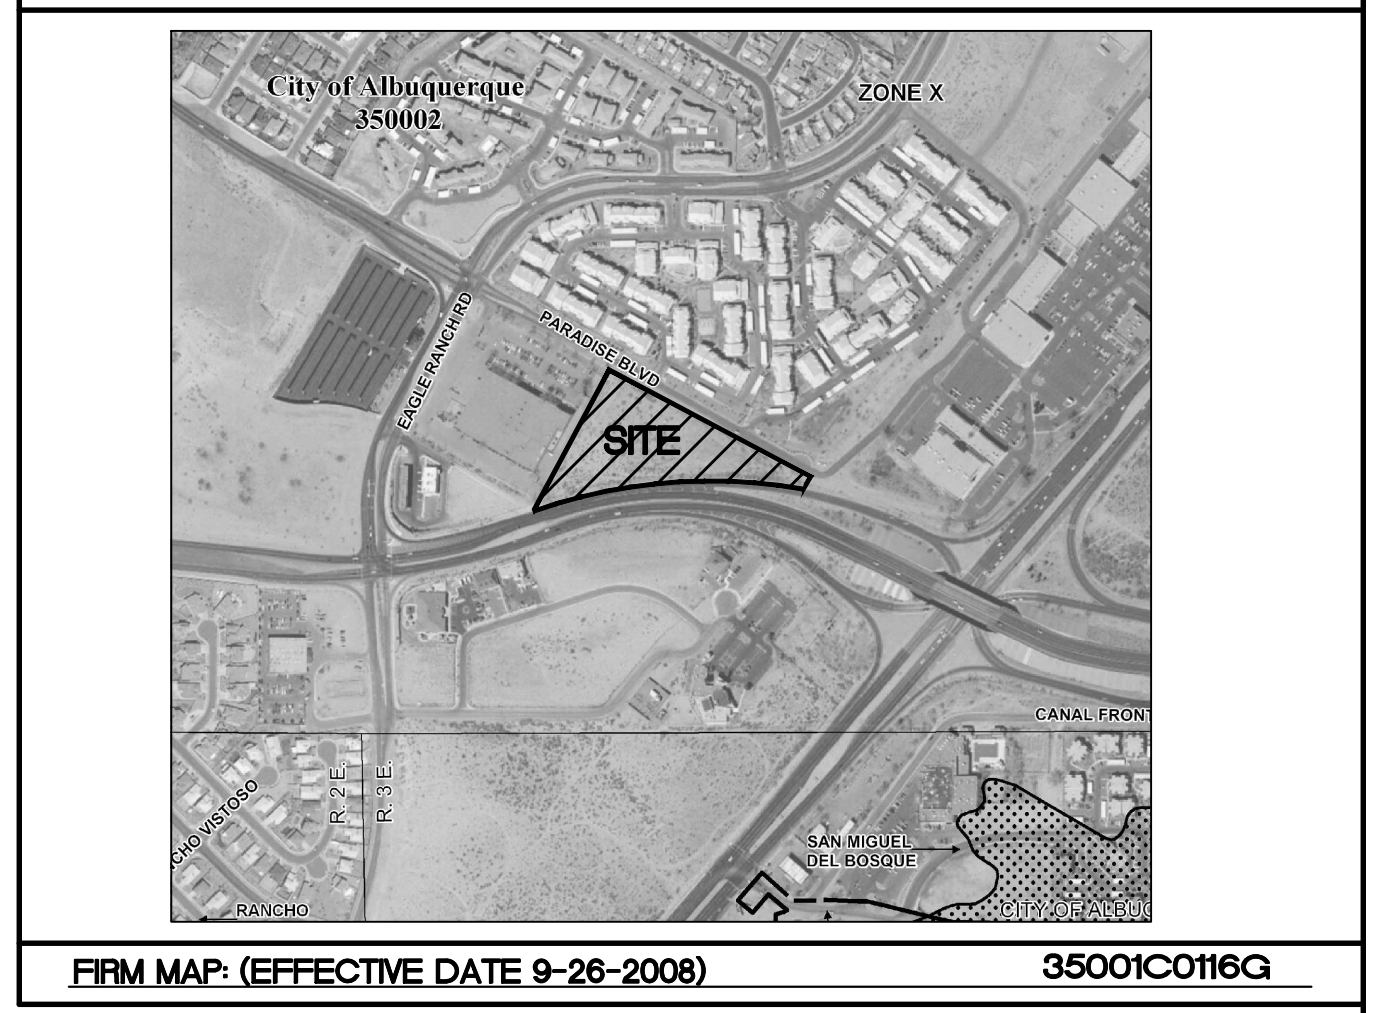 City of Albuquerque
350002
ZONE X
EAGLE RANCH RD
PARADISE BLVD
SITE
CANAL FRONT
R. 2 E.
R. 3 E.
CHO VISTOSO
SAN MIGUEL
DEL BOSQUE
RANCHO
CITY OF ALBUQ
FIRM MAP: (EFFECTIVE DATE 9-26-2008)
35001C0116G